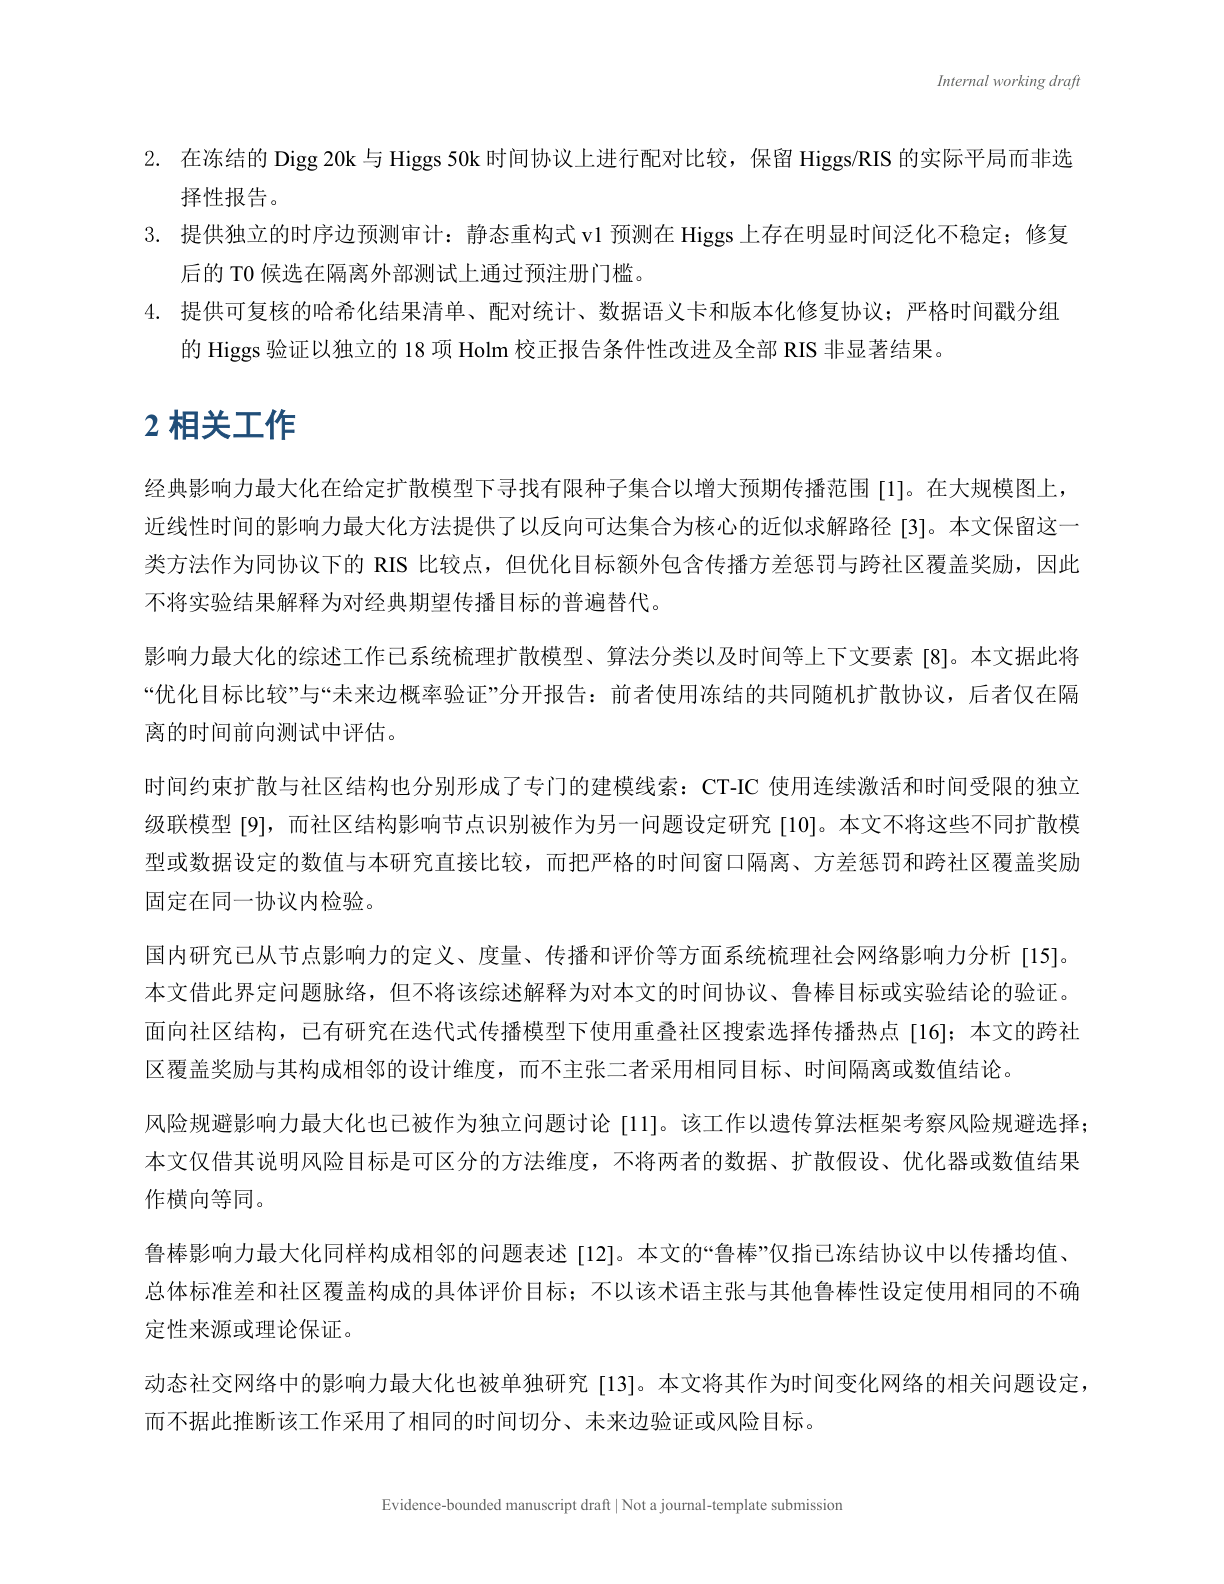 Internal working draft
2. 在冻结的 Digg 20k 与 Higgs 50k 时间协议上进行配对比较，保留 Higgs/RIS 的实际平局而非选
择性报告。
3. 提供独立的时序边预测审计：静态重构式 v1 预测在 Higgs 上存在明显时间泛化不稳定；修复
后的 T0 候选在隔离外部测试上通过预注册门槛。
4. 提供可复核的哈希化结果清单、配对统计、数据语义卡和版本化修复协议；严格时间戳分组
的 Higgs 验证以独立的 18 项 Holm 校正报告条件性改进及全部 RIS 非显著结果。
2 相关工作
经典影响力最大化在给定扩散模型下寻找有限种子集合以增大预期传播范围 [1]。在大规模图上，
近线性时间的影响力最大化方法提供了以反向可达集合为核心的近似求解路径 [3]。本文保留这一
类方法作为同协议下的 RIS 比较点，但优化目标额外包含传播方差惩罚与跨社区覆盖奖励，因此
不将实验结果解释为对经典期望传播目标的普遍替代。
影响力最大化的综述工作已系统梳理扩散模型、算法分类以及时间等上下文要素 [8]。本文据此将
“优化目标比较”与“未来边概率验证”分开报告：前者使用冻结的共同随机扩散协议，后者仅在隔
离的时间前向测试中评估。
时间约束扩散与社区结构也分别形成了专门的建模线索：CT-IC 使用连续激活和时间受限的独立
级联模型 [9]，而社区结构影响节点识别被作为另一问题设定研究 [10]。本文不将这些不同扩散模
型或数据设定的数值与本研究直接比较，而把严格的时间窗口隔离、方差惩罚和跨社区覆盖奖励
固定在同一协议内检验。
国内研究已从节点影响力的定义、度量、传播和评价等方面系统梳理社会网络影响力分析 [15]。
本文借此界定问题脉络，但不将该综述解释为对本文的时间协议、鲁棒目标或实验结论的验证。
面向社区结构，已有研究在迭代式传播模型下使用重叠社区搜索选择传播热点 [16]；本文的跨社
区覆盖奖励与其构成相邻的设计维度，而不主张二者采用相同目标、时间隔离或数值结论。
风险规避影响力最大化也已被作为独立问题讨论 [11]。该工作以遗传算法框架考察风险规避选择；
本文仅借其说明风险目标是可区分的方法维度，不将两者的数据、扩散假设、优化器或数值结果
作横向等同。
鲁棒影响力最大化同样构成相邻的问题表述 [12]。本文的“鲁棒”仅指已冻结协议中以传播均值、
总体标准差和社区覆盖构成的具体评价目标；不以该术语主张与其他鲁棒性设定使用相同的不确
定性来源或理论保证。
动态社交网络中的影响力最大化也被单独研究 [13]。本文将其作为时间变化网络的相关问题设定，
而不据此推断该工作采用了相同的时间切分、未来边验证或风险目标。
Evidence-bounded manuscript draft | Not a journal-template submission